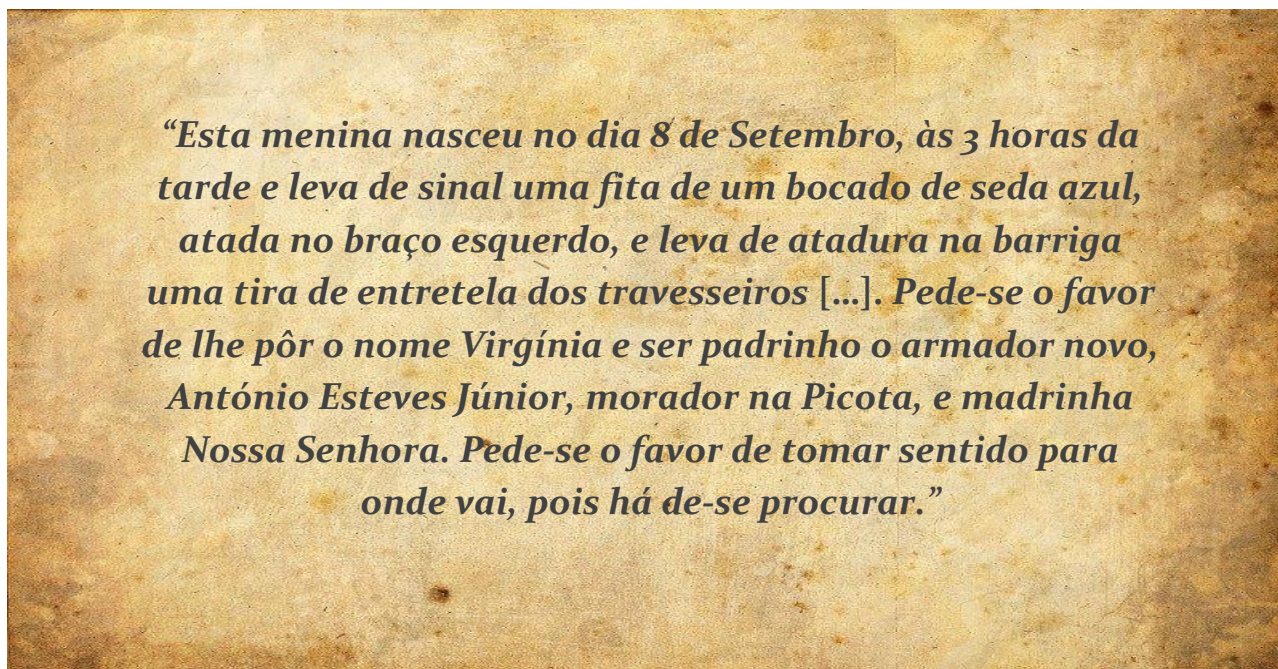 “Esta menina nasceu no dia 8 de Setembro, às 3 horas da
tarde e leva de sinal uma fita de um bocado de seda azul,
atada no braço esquerdo, e leva de atadura na barriga
uma tira de entretela dos travesseiros [...]. Pede-se o favor
de lhe pôr o nome Virgínia e ser padrinho o armador novo,
António Esteves Júnior, morador na Picota, e madrinha
Nossa Senhora. Pede-se o favor de tomar sentido para
onde vai, pois há de-se procurar.”